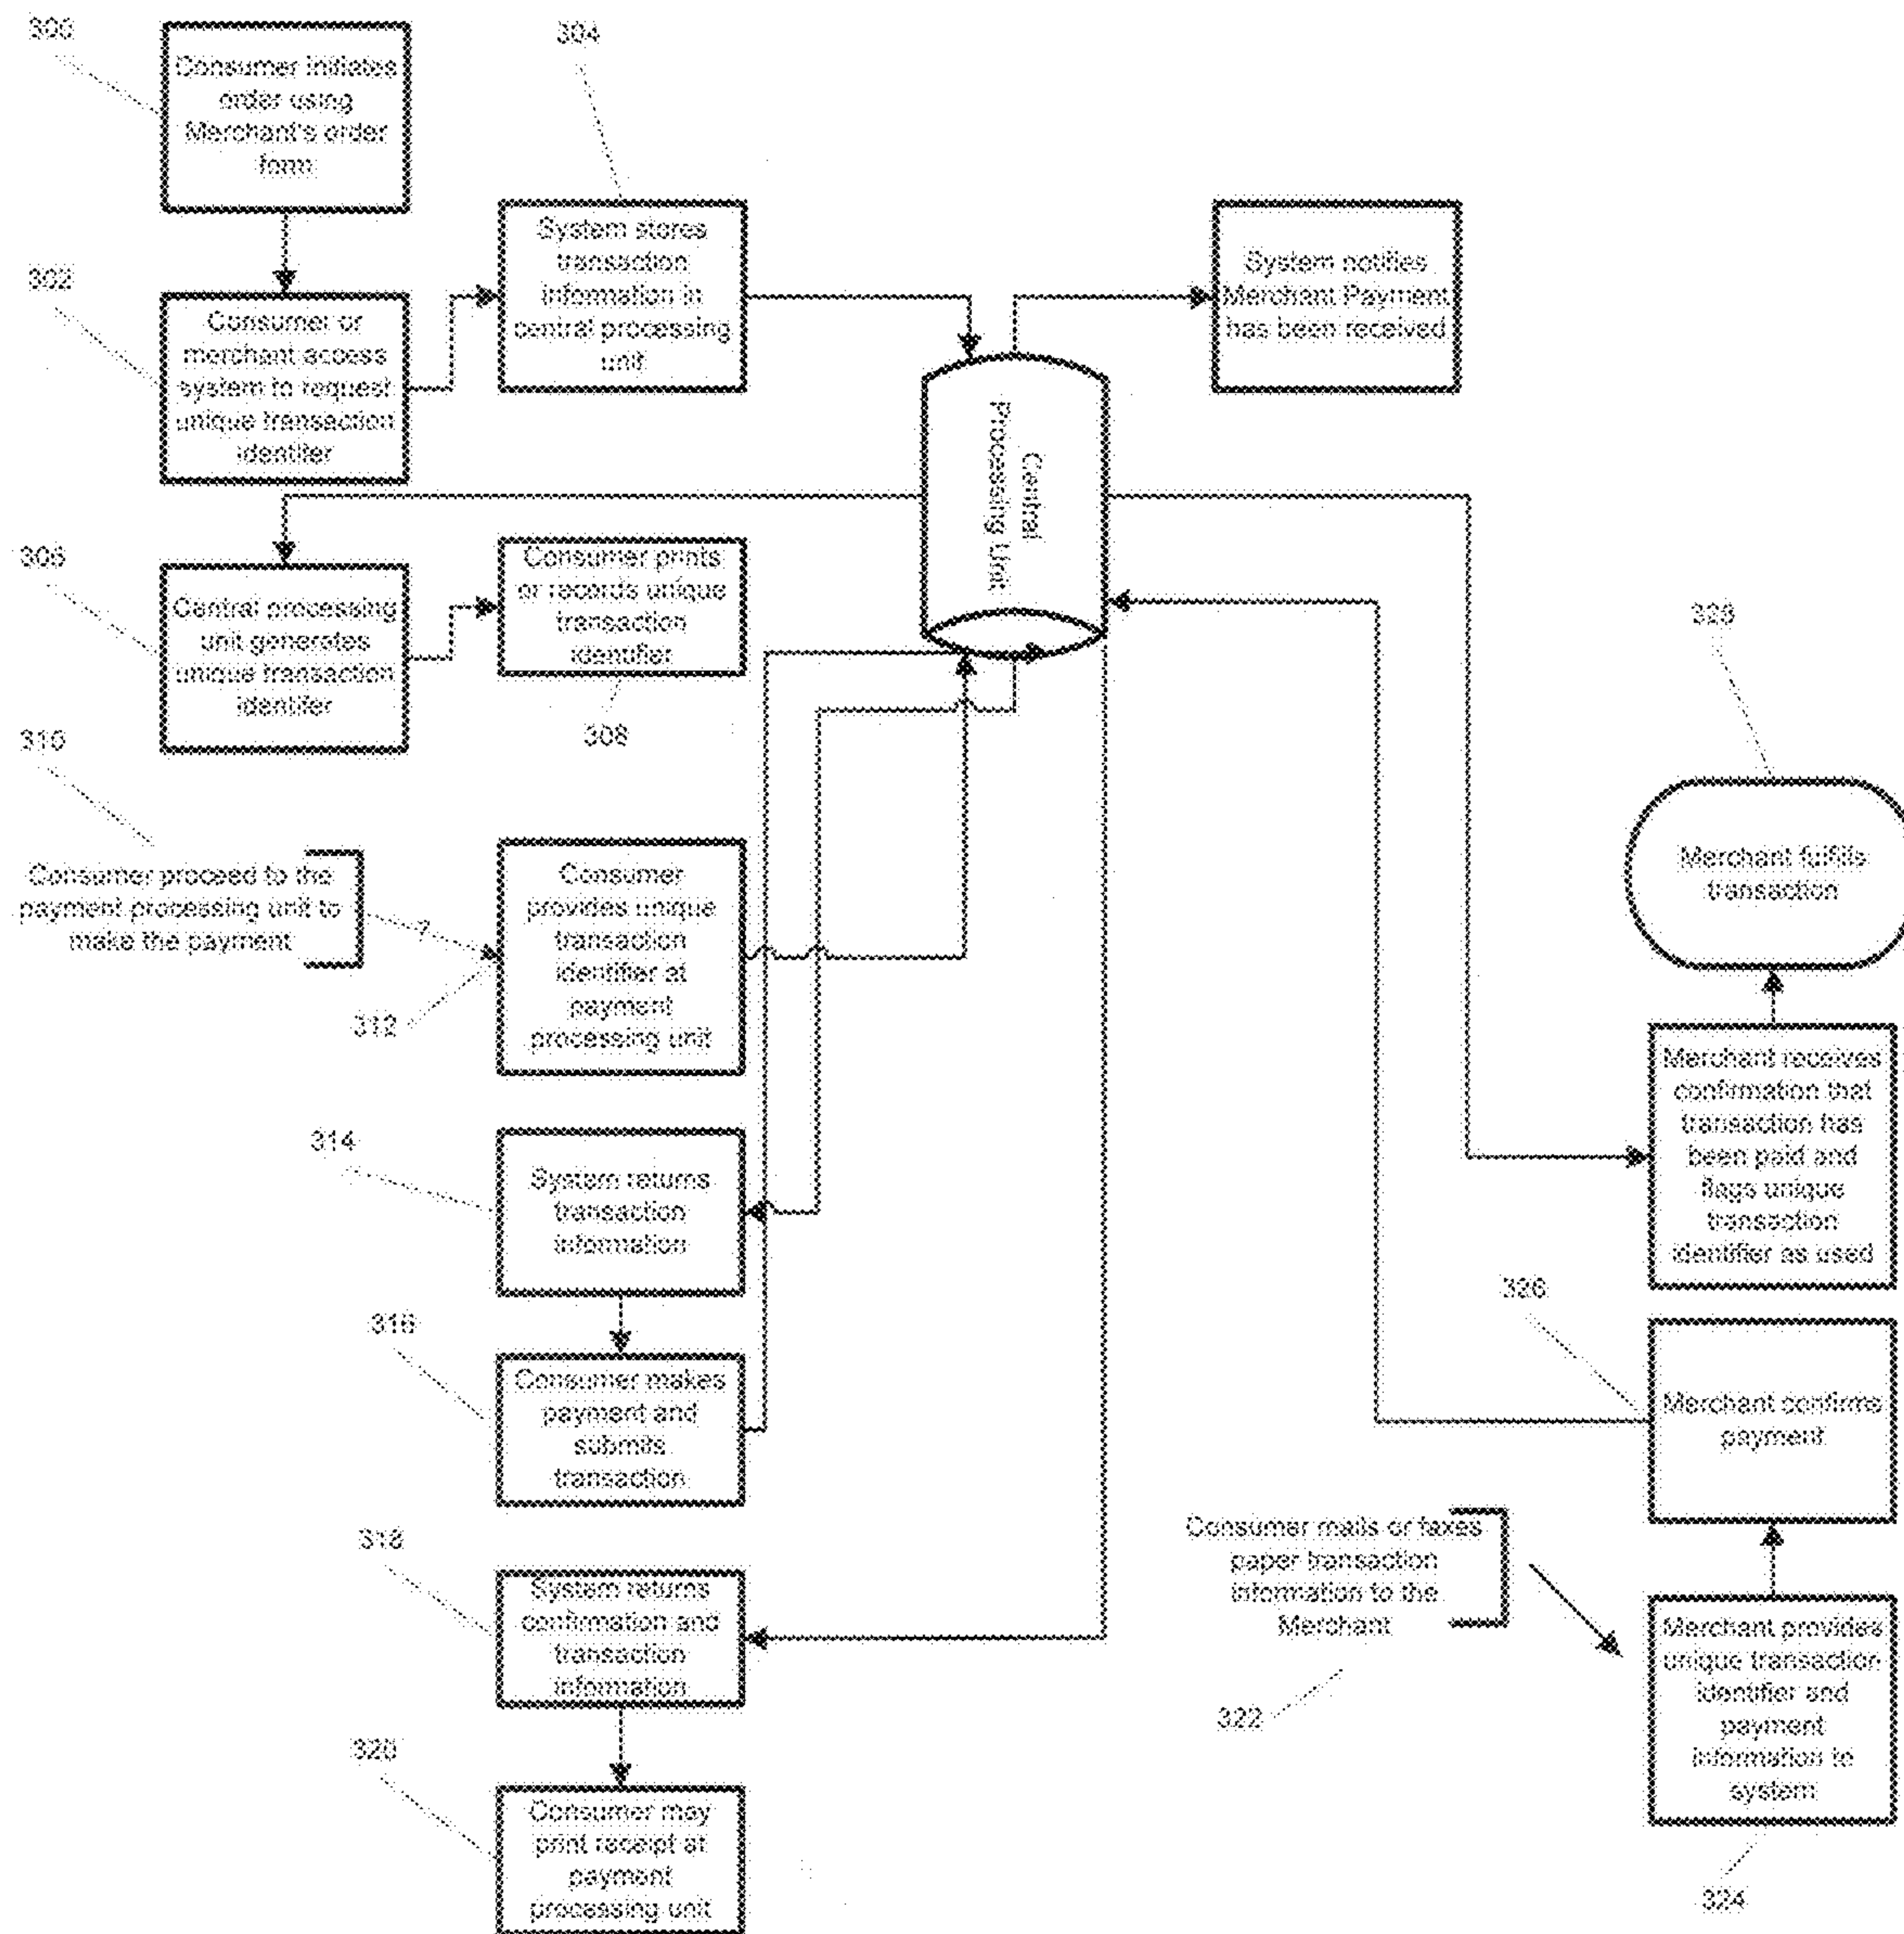 300
Consumer initiates
order using
Merchant's order
form
302
Consumer or
merchant access
system to request
unique transaction
identifer
304
System stores
transaction
information in
central processing
unit
System notifies
Merchant Payment
has been received
Central
Processing Unit
306
Central processing
unit generates
unique transaction
identifer
Consumer prints
or records unique
transaction
identifier
308
310
Consumer proceed to the
payment processing unit to
make the payment
?
312
Consumer
provides unique
transaction
identifier at
payment
processing unit
314
System returns
transaction
information
316
Consumer makes
payment and
submits
transaction
318
System returns
confirmation and
transaction
information
320
Consumer may
print receipt at
payment
processing unit
328
Merchant fulfills
transaction
Merchant receives
confirmation that
transaction has
been paid and
flags unique
transaction
identifier as used
326
Merchant confirms
payment
Consumer mails or faxes
paper transaction
information to the
Merchant
322
Merchant provides
unique transaction
identifier and
payment
information to
system
324